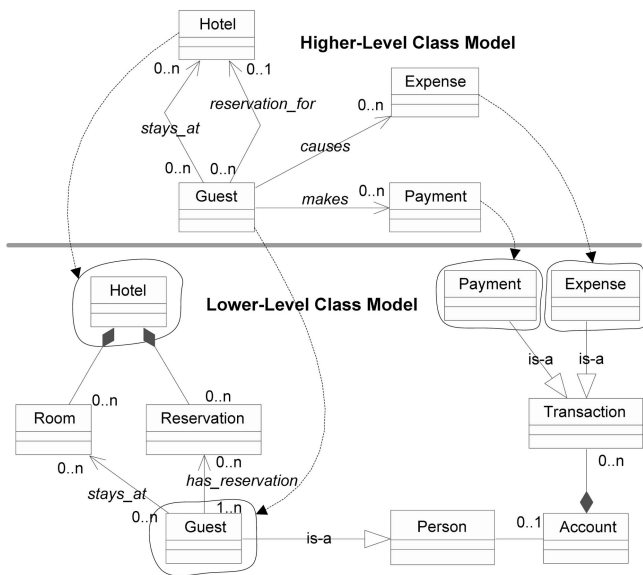 Hotel
Higher-Level Class Model
0..n
0..1
Expense
reservation_for
0..n
stays_at
causes
0..n
0..n
0..n
Guest
makes
Payment
Hotel
Payment
Expense
Lower-Level Class Model
is-a
is-a
0..n
0..n
Room
Reservation
Transaction
0..n
0..n
0..n
stays_at
has_reservation
0..n
1..n
Guest
is-a
Person
0..1
Account